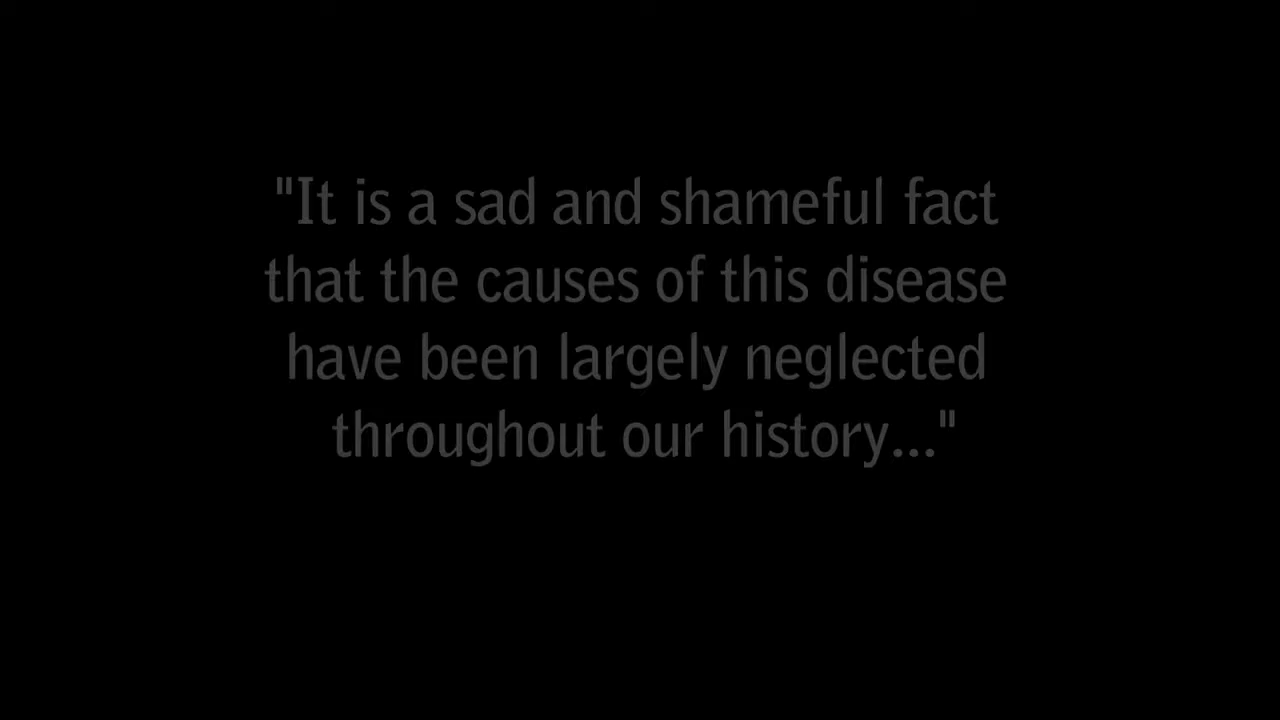 "It is a sad and shameful fact
that the causes of this disease
have been largely neglected
throughout our history..."